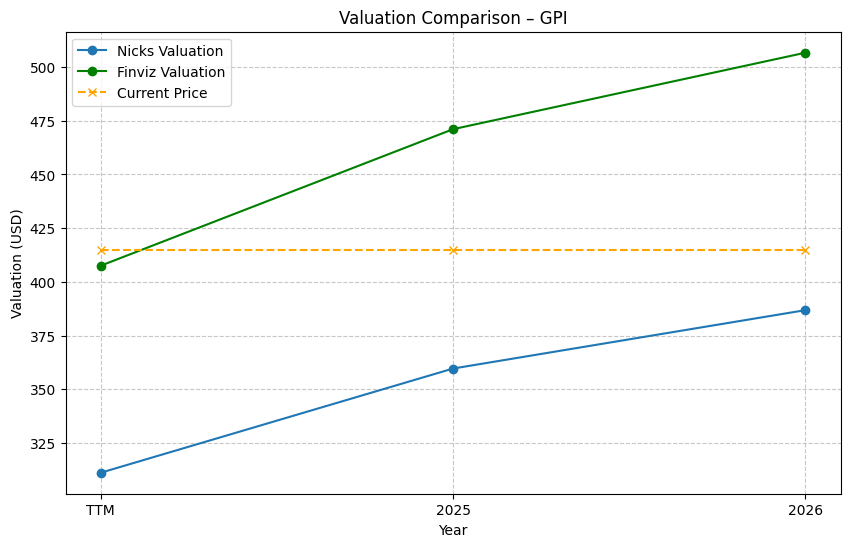 Valuation Comparison – GPI
Nicks Valuation
Finviz Valuation
Current Price
Valuation (USD)
500
475
450
425
400
375
350
325
TTM
2025
2026
Year